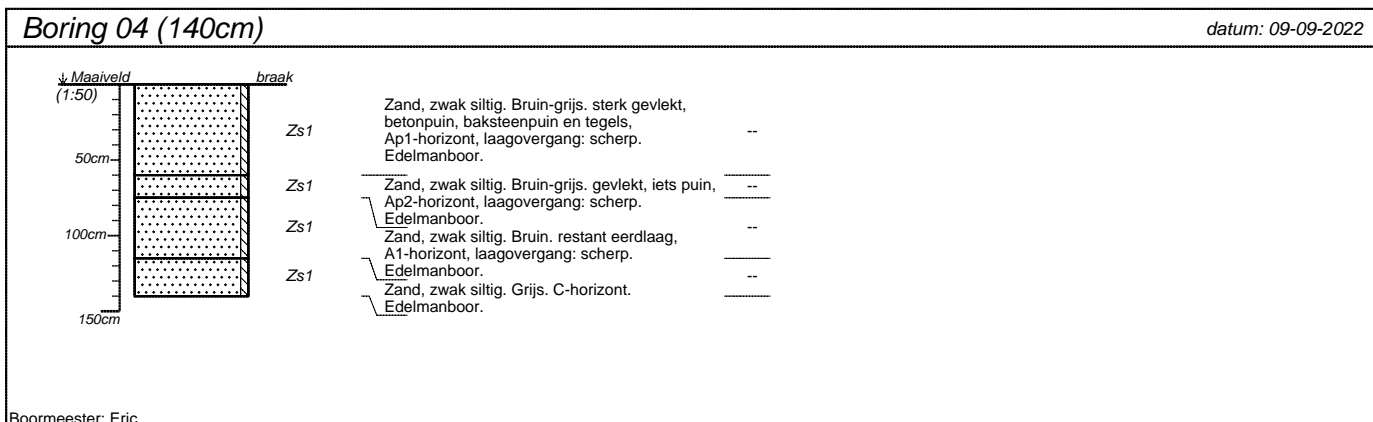 Boring 04 (140cm)
datum: 09-09-2022
Maaiveld
braak
(1:50)
50cm
100cm
150cm
Zs1
Zand, zwak siltig. Bruin-grijs. sterk gevlekt,
betonpuin, baksteenpuin en tegels,
Ap1-horizont, laagovergang: scherp.
Edelmanboor.
--
Zs1
Zand, zwak siltig. Bruin-grijs. gevlekt, iets puin,
Ap2-horizont, laagovergang: scherp.
Edelmanboor.
--
Zs1
Zand, zwak siltig. Bruin. restant eerdlaag,
A1-horizont, laagovergang: scherp.
Edelmanboor.
--
Zs1
Zand, zwak siltig. Grijs. C-horizont.
Edelmanboor.
--
Boormeester: Eric